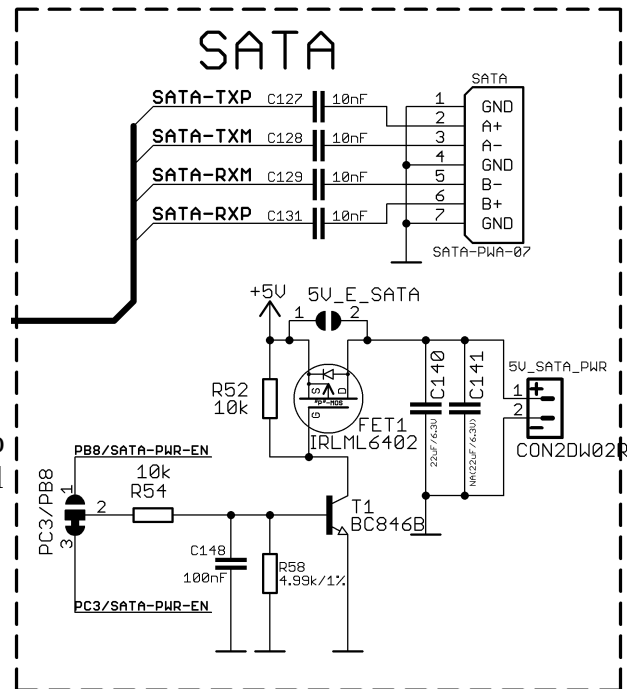 SATA
SATA
SATA-TXP C127 10nF 1 GND
2 A+
SATA-TXM C128 10nF 3 A-
4 GND
SATA-RXM C129 10nF 5 B-
6 B+
SATA-RXP C131 10nF 7 GND
SATA-PWA-07
+5V 5V_E_SATA
1 2
5V_SATA_PWR
R52
10k
S D
"P"-MOS
G
FET1
IRLML6402
C140
22uF/6.3V
C141
NA(22uF/6.3V)
1 +
2 -
CON2DW02R
PB8/SATA-PWR-EN
10k
R54
PC3/PB8
1
2
3
T1
BC846B
C148
100nF
R58
4.99k/1%
PC3/SATA-PWR-EN